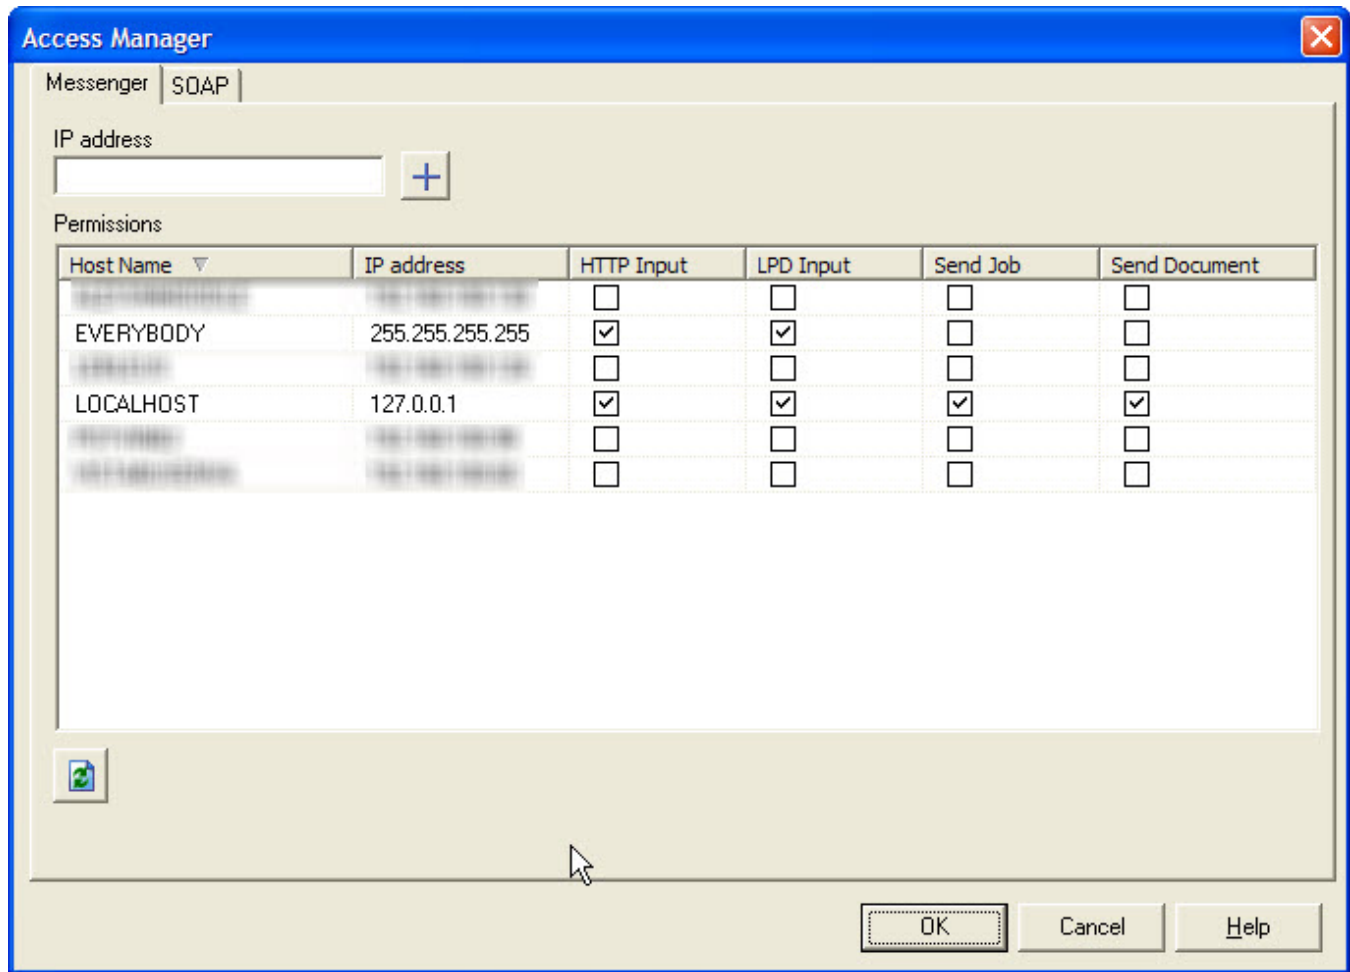 Access Manager
Messenger SOAP
IP address
Permissions
Host Name IP address HTTP Input LPD Input Send Job Send Document
EVERYBODY 255.255.255.255
LOCALHOST 127.0.0.1
OK Cancel Help